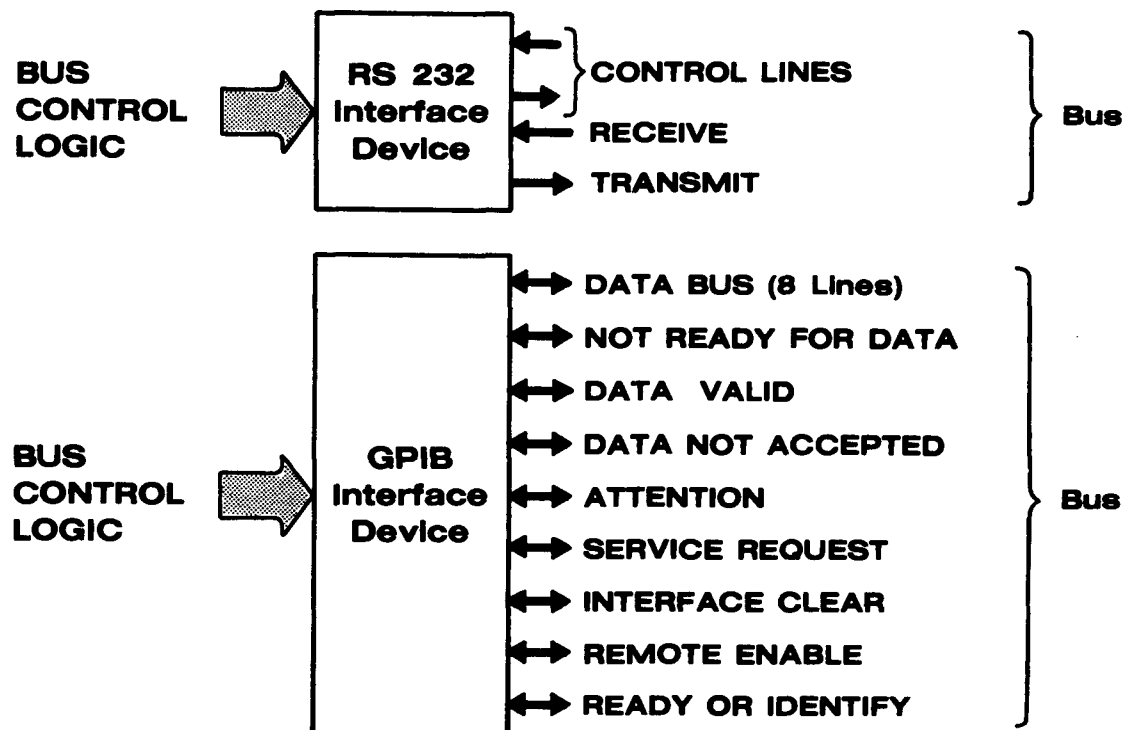 BUS
CONTROL
LOGIC
RS 232
Interface
Device
CONTROL LINES
RECEIVE
TRANSMIT
Bus
BUS
CONTROL
LOGIC
GPIB
Interface
Device
DATA BUS (8 Lines)
NOT READY FOR DATA
DATA VALID
DATA NOT ACCEPTED
ATTENTION
SERVICE REQUEST
INTERFACE CLEAR
REMOTE ENABLE
READY OR IDENTIFY
Bus